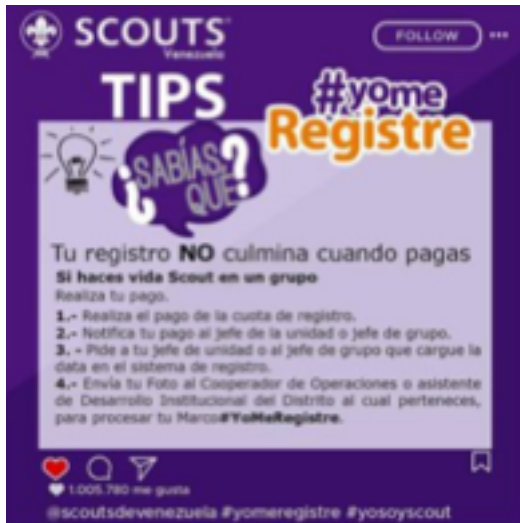 SCOUTS
Venezuela
FOLLOW
TIPS
#yome
Registre
¿SABÍAS
QUE?
Tu registro NO culmina cuando pagas
Si haces vida Scout en un grupo
Realiza tu pago.
1.- Realiza el pago de la cuota de registro.
2.- Notifica tu pago al jefe de la unidad o jefe de grupo.
3. - Pide a tu jefe de unidad o al jefe de grupo que cargue la
data en el sistema de registro.
4.- Envía tu Foto al Cooperador de Operaciones o asistente
de Desarrollo Institucional del Distrito al cual perteneces,
para procesar tu Marco#YoMeRegistre.
1.005.780 me gusta
@scoutsdevenezuela #yomeregistre #yosoyscout